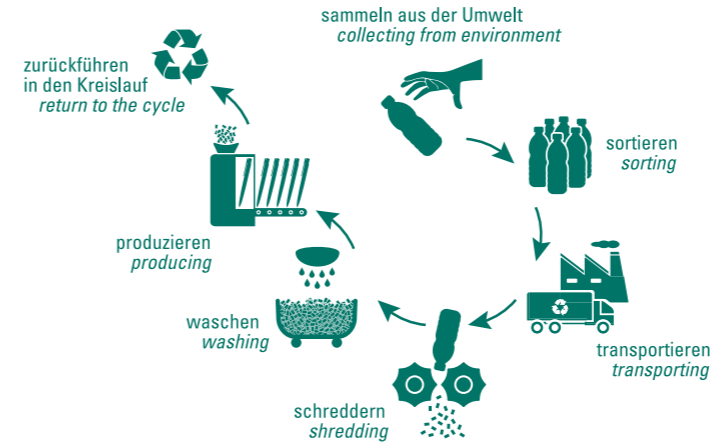 sammeln aus der Umwelt
collecting from environment
sortieren
sorting
transportieren
transporting
schreddern
shredding
waschen
washing
produzieren
producing
zurückführen
in den Kreislauf
return to the cycle